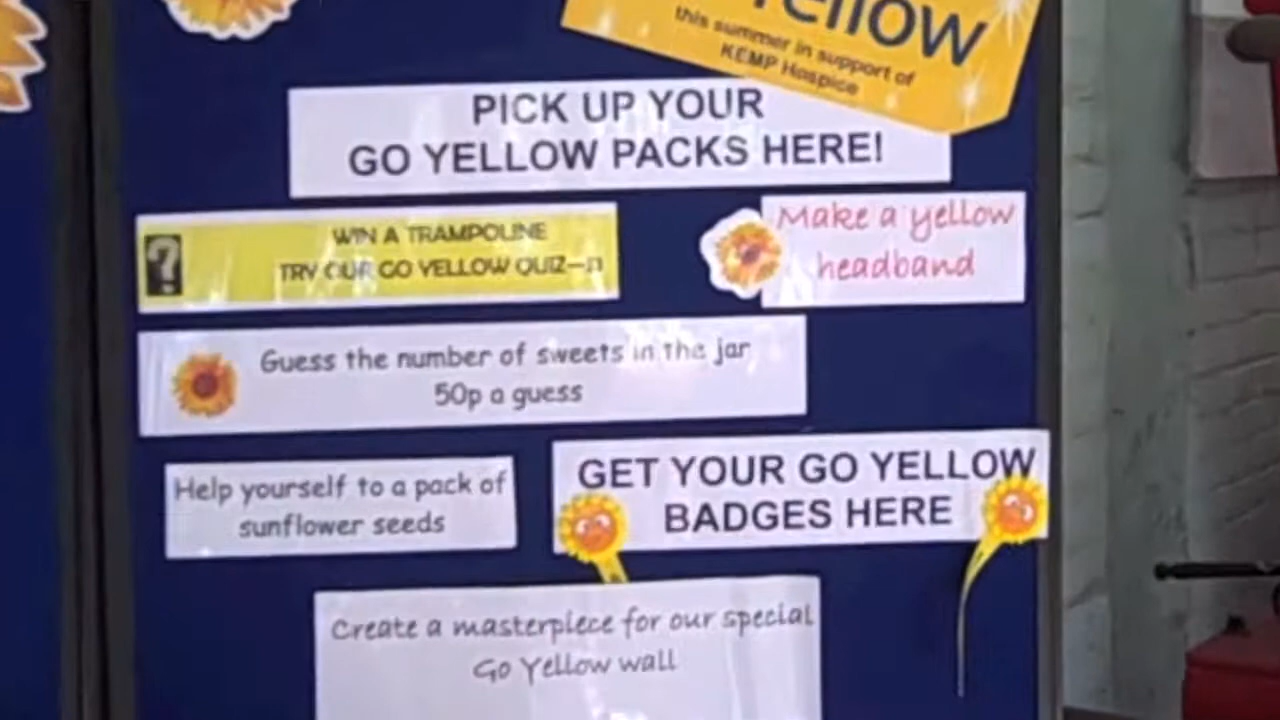 Yellow
this summer in support of
KEMP Hospice
PICK UP YOUR
GO YELLOW PACKS HERE!
WIN A TRAMPOLINE
?
TRY OUR GO YELLOW QUIZ—
Make a yellow
headband
Guess the number of sweets in the jar
50p a guess
Help yourself to a pack of
sunflower seeds
GET YOUR GO YELLOW
BADGES HERE
Create a masterpiece for our special
Go Yellow wall